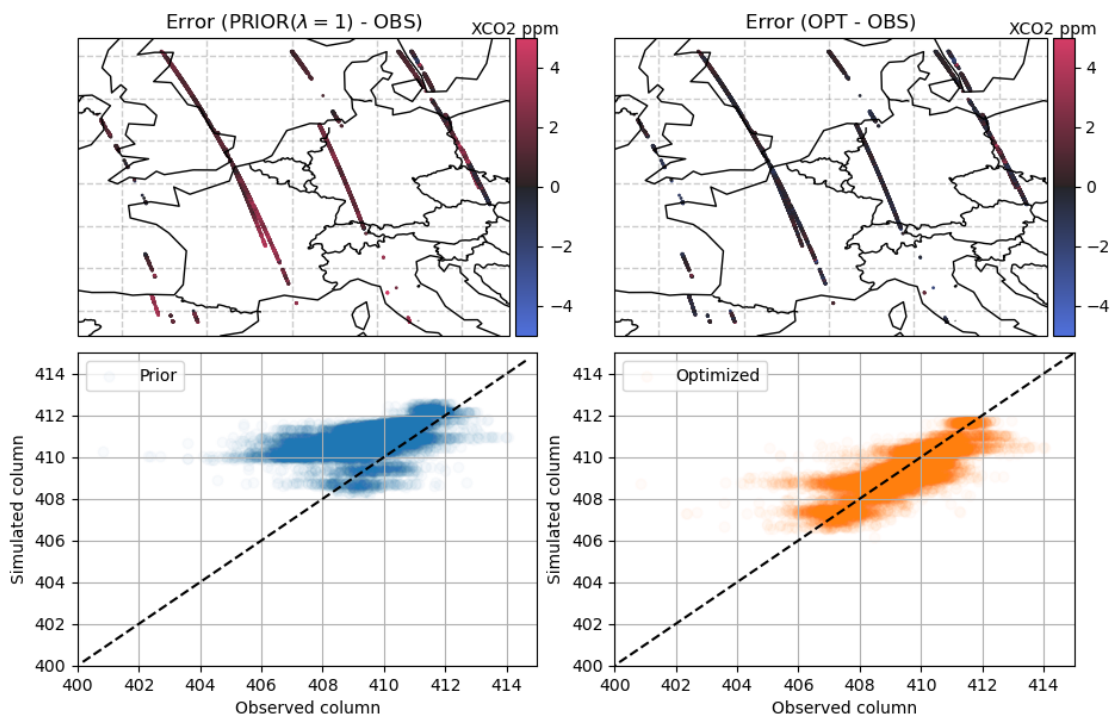 Error (PRIOR(λ = 1) - OBS)
XCO2 ppm
4
2
0
−2
−4
Error (OPT - OBS)
XCO2 ppm
4
2
0
−2
−4
Prior
414
412
410
408
406
404
402
400
Simulated column
400 402 404 406 408 410 412 414
Observed column
Optimized
414
412
410
408
406
404
402
400
Simulated column
400 402 404 406 408 410 412 414
Observed column